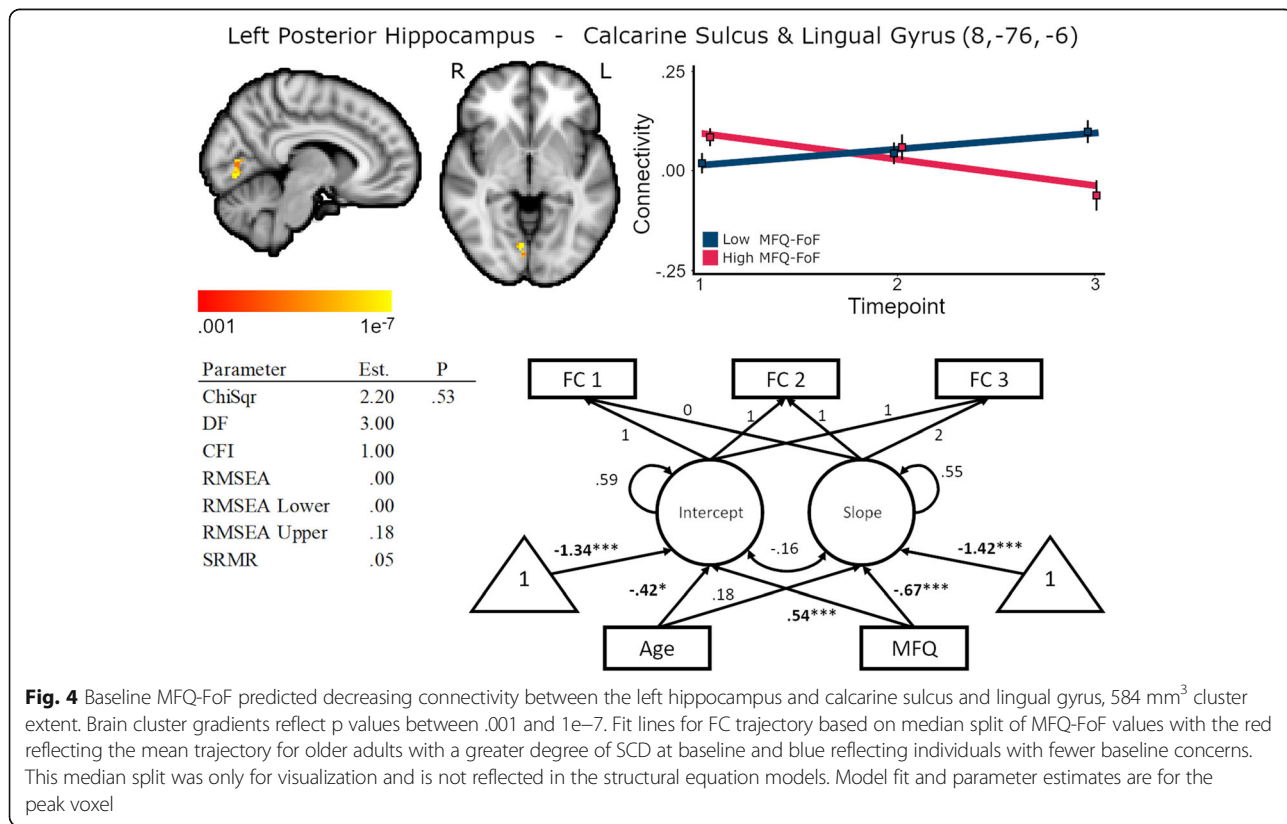 Left Posterior Hippocampus - Calcarine Sulcus & Lingual Gyrus (8,-76, -6)
R L
.001 1e-7
.25
.00
-.25
Connectivity
Low MFQ-FoF
High MFQ-FoF
1 2 3
Timepoint
Parameter Est. P
ChiSqr 2.20 .53
DF 3.00
CFI 1.00
RMSEA .00
RMSEA Lower .00
RMSEA Upper .18
SRMR .05
FC 1 FC 2 FC 3
1 0 1 1 1 2
.59 .55
Intercept Slope
-1.34*** -.16 -1.42***
1 1
-.42* .18 .54*** -.67***
Age MFQ
Fig. 4 Baseline MFQ-FoF predicted decreasing connectivity between the left hippocampus and calcarine sulcus and lingual gyrus, 584 mm³ cluster
extent. Brain cluster gradients reflect p values between .001 and 1e–7. Fit lines for FC trajectory based on median split of MFQ-FoF values with the red
reflecting the mean trajectory for older adults with a greater degree of SCD at baseline and blue reflecting individuals with fewer baseline concerns.
This median split was only for visualization and is not reflected in the structural equation models. Model fit and parameter estimates are for the
peak voxel